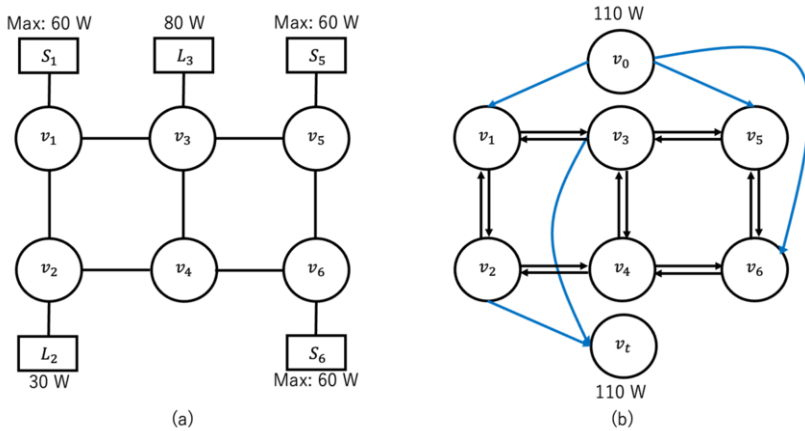 Max: 60 W
80 W
Max: 60 W
S₁
L₃
S₅
v₁
v₃
v₅
v₂
v₄
v₆
L₂
S₆
30 W
Max: 60 W
(a)
110 W
v₀
v₁
v₃
v₅
v₂
v₄
v₆
vₜ
110 W
(b)